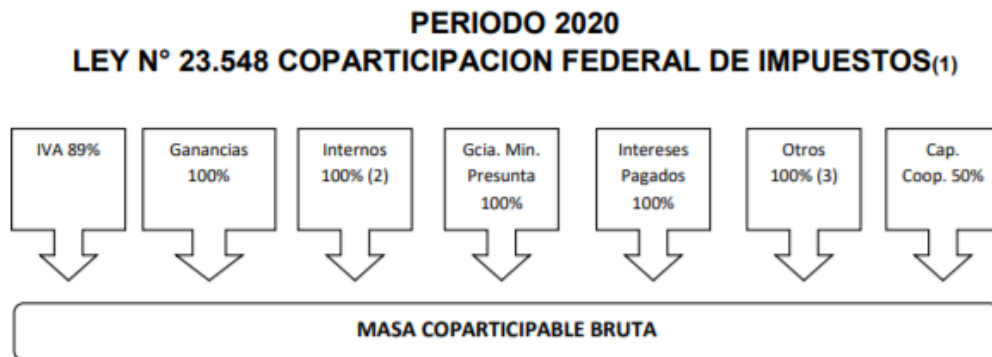 PERIODO 2020
LEY N° 23.548 COPARTICIPACION FEDERAL DE IMPUESTOS(1)
IVA 89%
Ganancias
100%
Internos
100% (2)
Gcia. Min.
Presunta
100%
Intereses
Pagados
100%
Otros
100% (3)
Cap.
Coop. 50%
MASA COPARTICIPABLE BRUTA